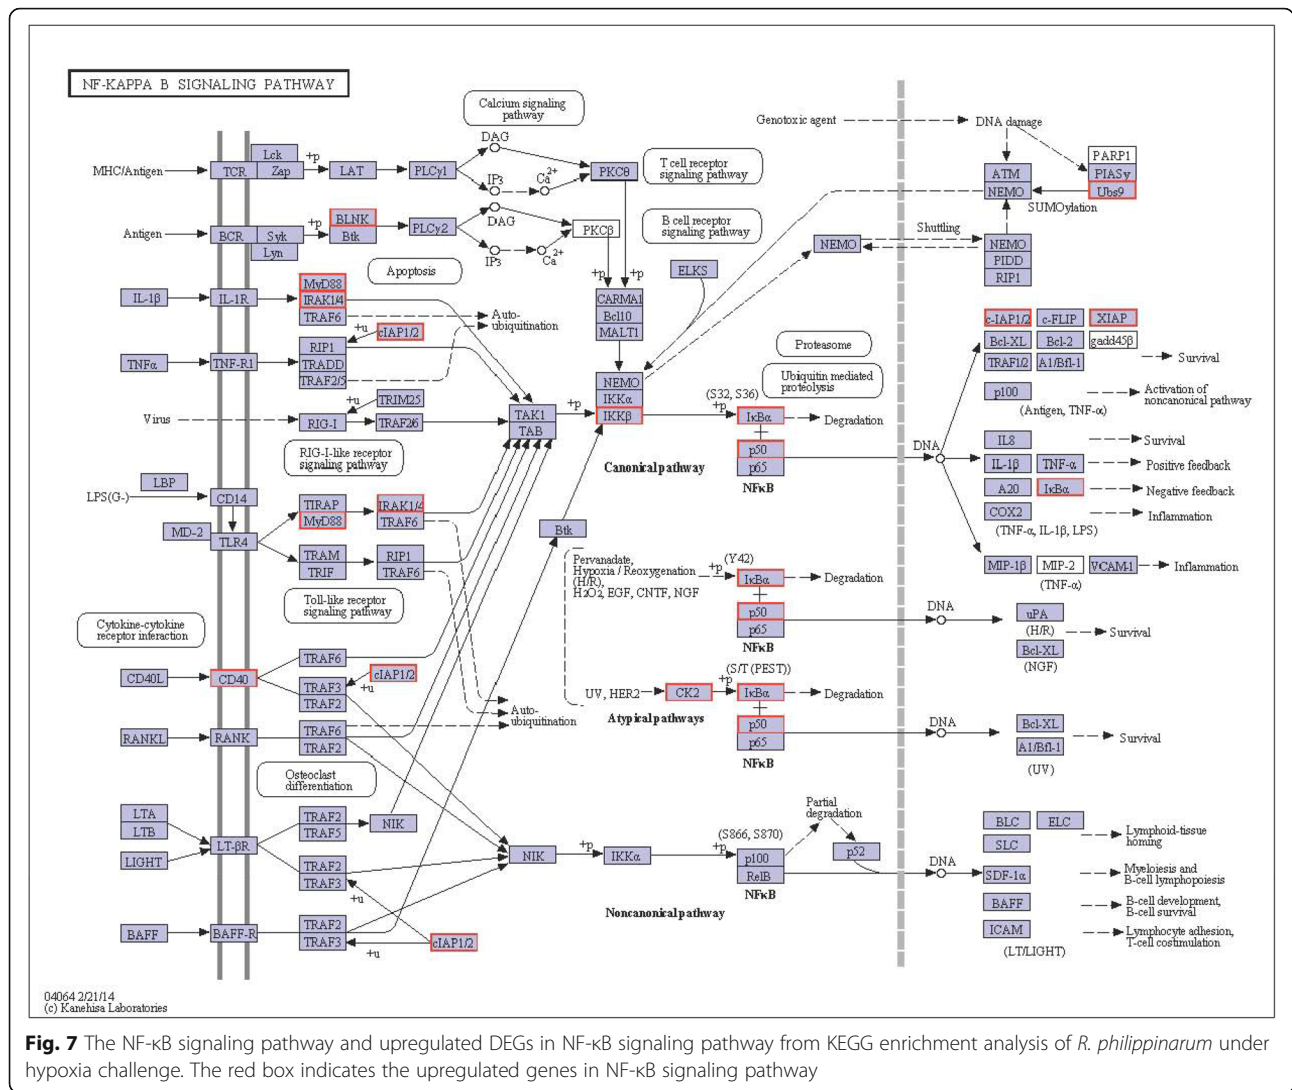 NF-KAPPA B SIGNALING PATHWAY
Calcium signaling
pathway
Genotoxic agent
DNA damage
DAG
PARP1
Lck
+p
T cell receptor
signaling pathway
MHC/Antigen
TCR
Zap
LAT
PLCγ1
IP3
Ca2+
PKCθ
ATM
PIASγ
NEMO
Ubs9
SUMOylation
BLNK
+p
DAG
B cell receptor
signaling pathway
Antigen
BCR
Syk
Btk
PLCγ2
PKCβ
Shuttling
Lyn
IP3
Ca2+
NEMO
NEMO
PIDD
RIP1
Apoptosis
+p
+p
ELKS
MyD88
IL-1β
IL-1R
IRAK1/4
TRAF6
Auto-
ubiquitination
CARMA1
Bcl10
MALT1
c-IAP1/2
c-FLIP
XIAP
+u
cIAP1/2
Bcl-XL
Bcl-2
gadd45β
RIP1
TNFα
TNF-R1
TRADD
TRAF2/5
Proteasome
TRAF1/2
A1/Bfl-1
Survival
Ubiquitin mediated
proteolysis
NEMO
IKKα
IKKβ
(S32, S36)
p100
Activation of
noncanonical pathway
(Antigen, TNF-α)
+u
TRIM25
Virus
RIG-I
TRAF2/6
TAK1
TAB
+p
+p
IκBα
Degradation
RIG-I-like receptor
signaling pathway
Canonical pathway
p50
p65
NFκB
DNA
IL8
Survival
IL-1β
TNF-α
Positive feedback
A20
IκBα
Negative feedback
COX2
Inflammation
(TNF-α, IL-1β, LPS)
LBP
LPS(G-)
CD14
TIRAP
IRAK1/4
MyD88
TRAF6
MD-2
TLR4
Btk
TRAM
RIP1
TRIF
TRAF6
Pervanadate,
Hypoxia / Reoxygenation
(H/R),
H2O2, EGF, CNTF, NGF
+p
(Y42)
IκBα
Degradation
MIP-1β
MIP-2
VCAM-1
Inflammation
(TNF-α)
Toll-like receptor
signaling pathway
p50
p65
NFκB
DNA
uPA
(H/R)
Survival
Bcl-XL
(NGF)
Cytokine-cytokine
receptor interaction
TRAF6
CD40L
CD40
cIAP1/2
+u
TRAF3
TRAF2
(S/T (PEST))
UV, HER2
CK2
+p
IκBα
Degradation
Auto-
ubiquitination
Atypical pathways
p50
p65
NFκB
DNA
Bcl-XL
A1/Bfl-1
(UV)
Survival
RANKL
RANK
TRAF6
TRAF2
Osteoclast
differentiation
Partial
degradation
LTA
LTB
TRAF2
TRAF5
NIK
LT-βR
LIGHT
TRAF2
TRAF3
+u
NIK
+p
IKKα
+p
(S866, S870)
p100
RelB
NFκB
p52
DNA
BLC
ELC
SLC
Lymphoid-tissue
homing
SDF-1α
Myeloiesis and
B-cell lymphopoiesis
BAFF
B-cell development,
B-cell survival
ICAM
Lymphocyte adhesion,
T-cell costimulation
(LT/LIGHT)
Noncanonical pathway
BAFF
BAFF-R
TRAF2
TRAF3
cIAP1/2
+u
04064 2/21/14
(c) Kanehisa Laboratories
Fig. 7 The NF-κB signaling pathway and upregulated DEGs in NF-κB signaling pathway from KEGG enrichment analysis of R. philippinarum under
hypoxia challenge. The red box indicates the upregulated genes in NF-κB signaling pathway